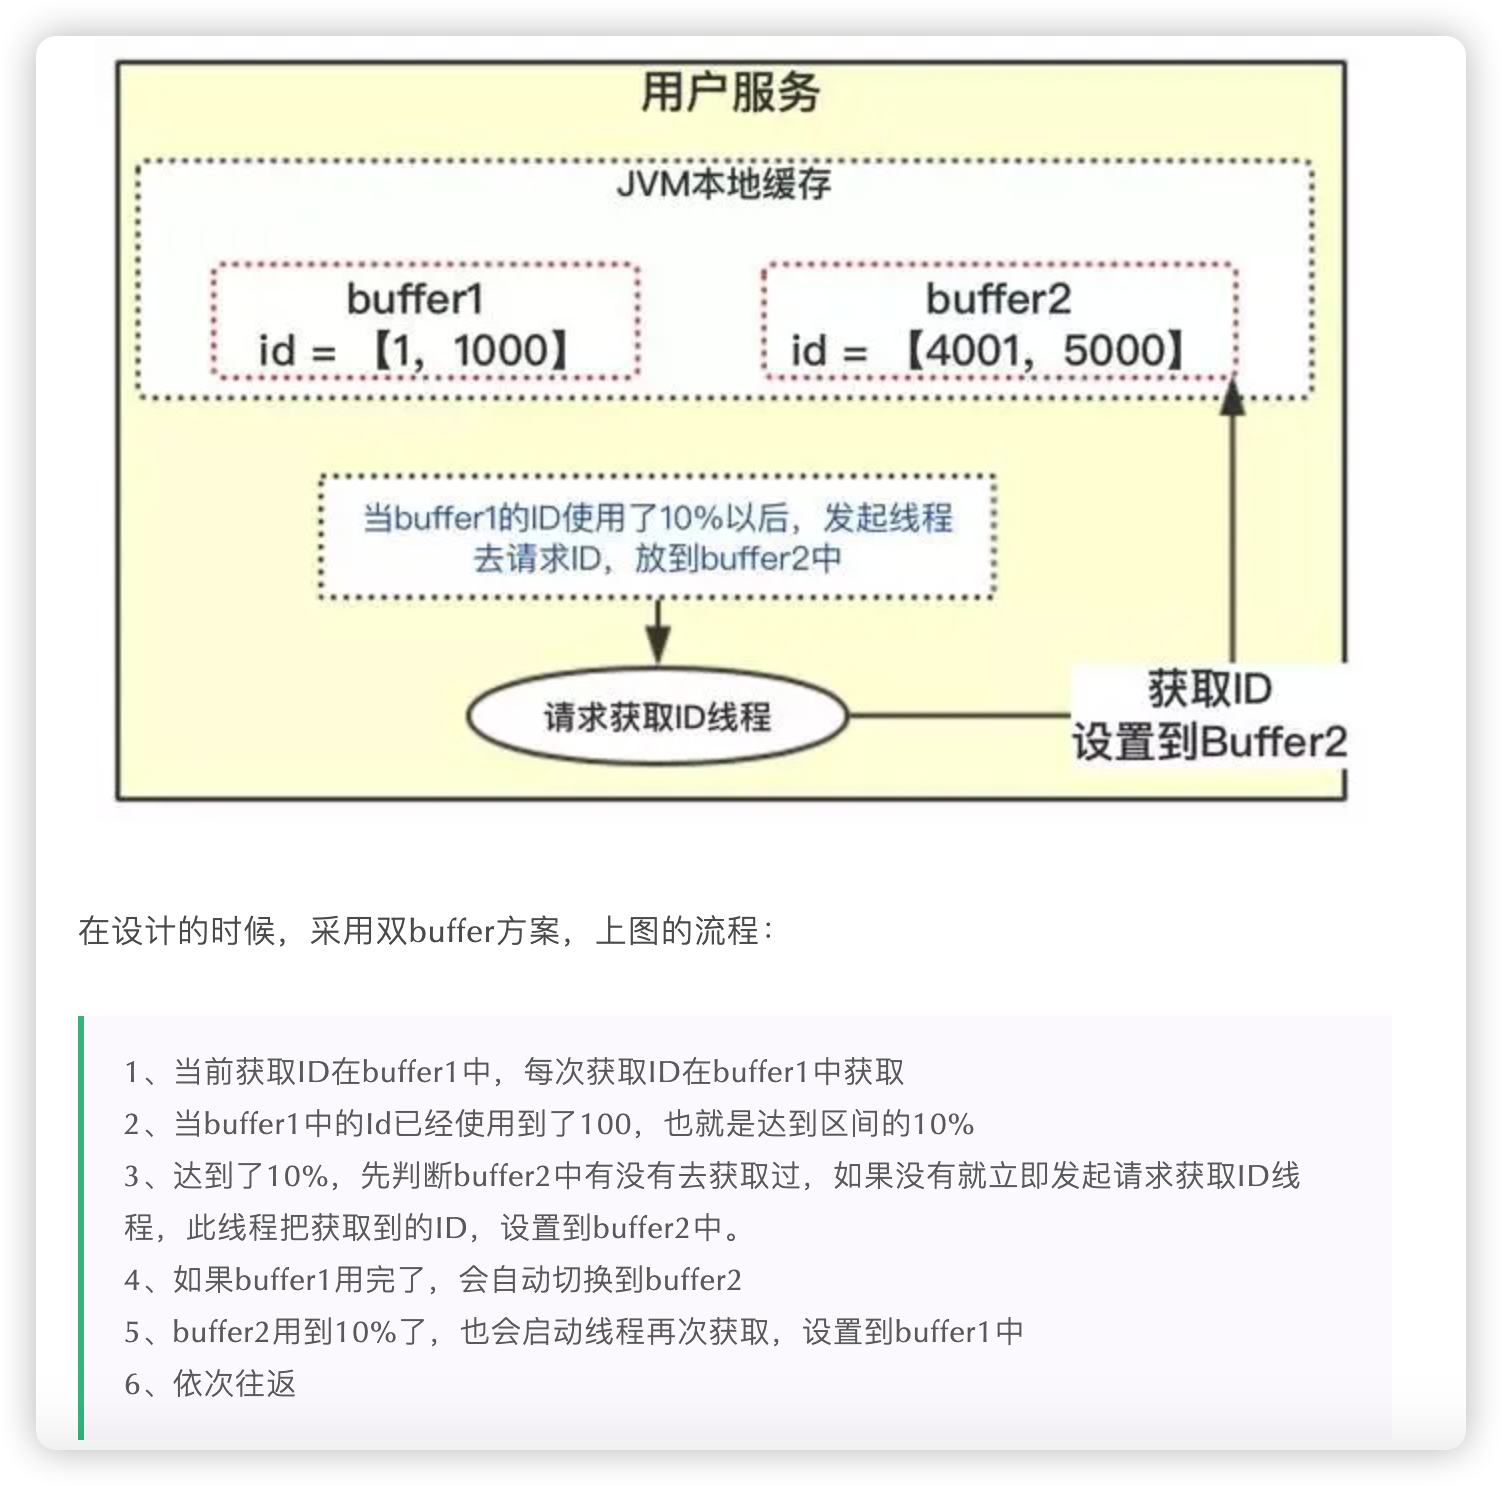 用户服务
JVM本地缓存
buffer1
id = 【1，1000】
buffer2
id = 【4001，5000】
当buffer1的ID使用了10%以后，发起线程
去请求ID，放到buffer2中
请求获取ID线程
获取ID
设置到Buffer2
在设计的时候，采用双buffer方案，上图的流程：
1、当前获取ID在buffer1中，每次获取ID在buffer1中获取
2、当buffer1中的Id已经使用到了100，也就是达到区间的10%
3、达到了10%，先判断buffer2中有没有去获取过，如果没有就立即发起请求获取ID线
程，此线程把获取到的ID，设置到buffer2中。
4、如果buffer1用完了，会自动切换到buffer2
5、buffer2用到10%了，也会启动线程再次获取，设置到buffer1中
6、依次往返